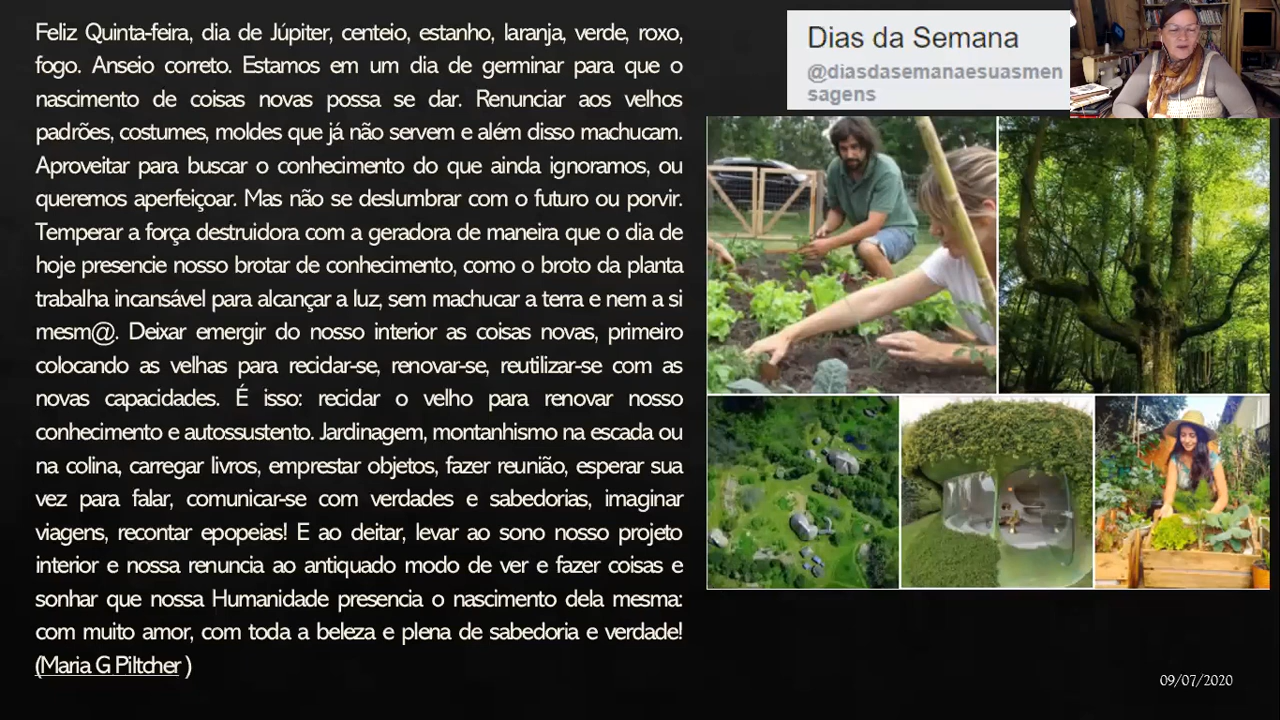 Feliz Quinta-feira, dia de Júpiter, centeio, estanho, laranja, verde, roxo,
fogo. Anseio correto. Estamos em um dia de germinar para que o
nascimento de coisas novas possa se dar. Renunciar aos velhos
padrões, costumes, moldes que já não servem e além disso machucam.
Aproveitar para buscar o conhecimento do que ainda ignoramos, ou
queremos aperfeiçoar. Mas não se deslumbrar com o futuro ou porvir.
Temperar a força destruidora com a geradora de maneira que o dia de
hoje presencie nosso brotar de conhecimento, como o broto da planta
trabalha incansável para alcançar a luz, sem machucar a terra e nem a si
mesm@. Deixar emergir do nosso interior as coisas novas, primeiro
colocando as velhas para reciclar-se, renovar-se, reutilizar-se com as
novas capacidades. É isso: reciclar o velho para renovar nosso
conhecimento e autossustento. Jardinagem, montanhismo na escada ou
na colina, carregar livros, emprestar objetos, fazer reunião, esperar sua
vez para falar, comunicar-se com verdades e sabedorias, imaginar
viagens, recontar epopeias! E ao deitar, levar ao sono nosso projeto
interior e nossa renuncia ao antiquado modo de ver e fazer coisas e
sonhar que nossa Humanidade presencia o nascimento dela mesma:
com muito amor, com toda a beleza e plena de sabedoria e verdade!
(Maria G Piltcher )
Dias da Semana
@diasdasemanaesuasmen
sagens
09/07/2020